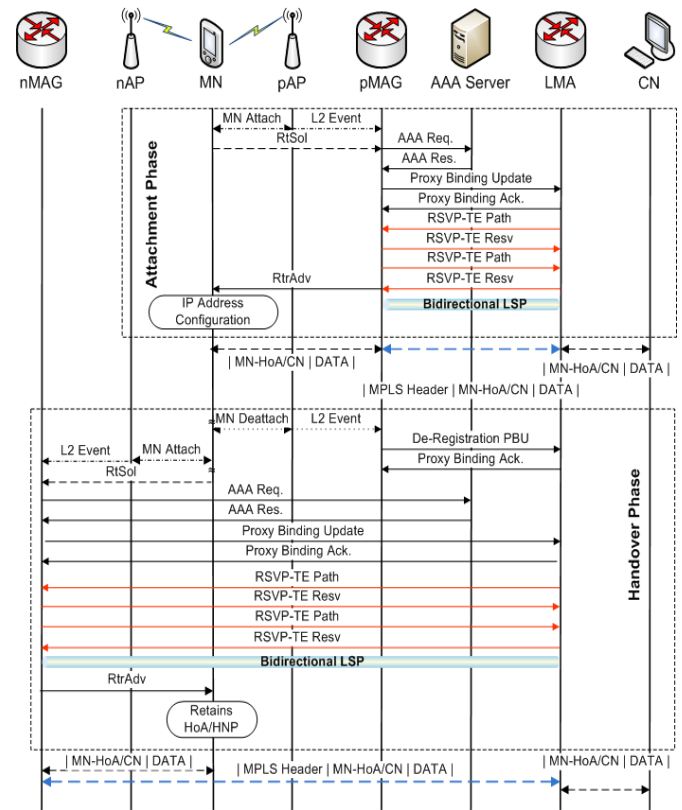 nMAG
nAP
MN
pAP
pMAG
AAA Server
LMA
CN
Attachment Phase
MN Attach
L2 Event
RtSol
AAA Req.
AAA Res.
Proxy Binding Update
Proxy Binding Ack.
RSVP-TE Path
RSVP-TE Resv
RSVP-TE Path
RSVP-TE Resv
RtrAdv
IP Address
Configuration
Bidirectional LSP
| MN-HoA/CN | DATA |
| MN-HoA/CN | DATA |
| MPLS Header | MN-HoA/CN | DATA |
Handover Phase
MN Deattach
L2 Event
De-Registration PBU
Proxy Binding Ack.
L2 Event
MN Attach
RtSol
AAA Req.
AAA Res.
Proxy Binding Update
Proxy Binding Ack.
RSVP-TE Path
RSVP-TE Resv
RSVP-TE Path
RSVP-TE Resv
Bidirectional LSP
RtrAdv
Retains
HoA/HNP
| MN-HoA/CN | DATA |
| MPLS Header | MN-HoA/CN | DATA |
| MN-HoA/CN | DATA |